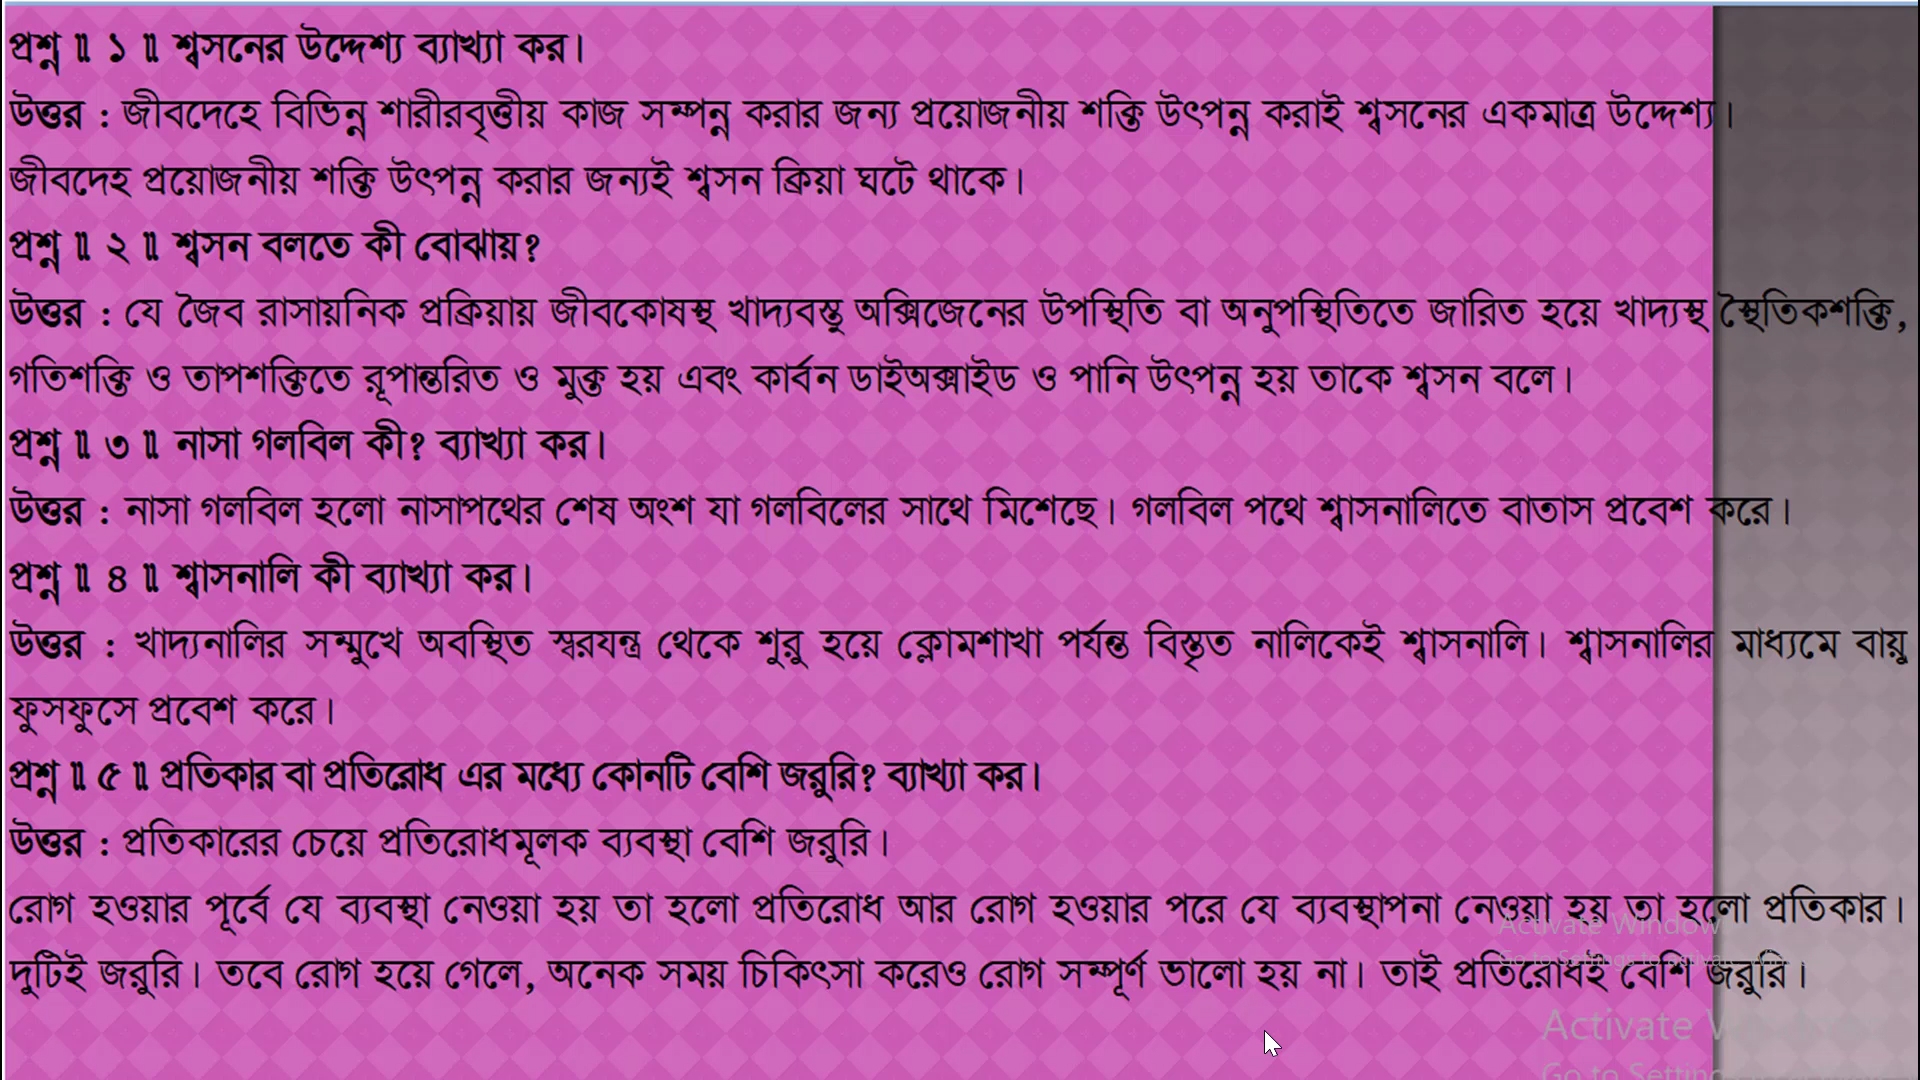 প্রশ্ন ॥ ১ ॥ শ্বসনের উদ্দেশ্য ব্যাখ্যা কর।
উত্তর : জীবদেহে বিভিন্ন শারীরবৃত্তীয় কাজ সম্পন্ন করার জন্য প্রয়োজনীয় শক্তি উৎপন্ন করাই শ্বসনের একমাত্র উদ্দেশ্য।
জীবদেহ প্রয়োজনীয় শক্তি উৎপন্ন করার জন্যই শ্বসন ক্রিয়া ঘটে থাকে।
প্রশ্ন ॥ ২ ॥ শ্বসন বলতে কী বোঝায়?
উত্তর : যে জৈব রাসায়নিক প্রক্রিয়ায় জীবকোষস্থ খাদ্যবস্তু অক্সিজেনের উপস্থিতি বা অনুপস্থিতিতে জারিত হয়ে খাদ্যস্থ স্থৈতিকশক্তি,
গতিশক্তি ও তাপশক্তিতে রূপান্তরিত ও মুক্ত হয় এবং কার্বন ডাইঅক্সাইড ও পানি উৎপন্ন হয় তাকে শ্বসন বলে।
প্রশ্ন ॥ ৩ ॥ নাসা গলবিল কী? ব্যাখ্যা কর।
উত্তর : নাসা গলবিল হলো নাসাপথের শেষ অংশ যা গলবিলের সাথে মিশেছে। গলবিল পথে শ্বাসনালিতে বাতাস প্রবেশ করে।
প্রশ্ন ॥ ৪ ॥ শ্বাসনালি কী ব্যাখ্যা কর।
উত্তর : খাদ্যনালির সম্মুখে অবস্থিত স্বরযন্ত্র থেকে শুরু হয়ে ক্লোমশাখা পর্যন্ত বিস্তৃত নালিকেই শ্বাসনালি। শ্বাসনালির মাধ্যমে বায়ু
ফুসফুসে প্রবেশ করে।
প্রশ্ন ॥ ৫ ॥ প্রতিকার বা প্রতিরোধ এর মধ্যে কোনটি বেশি জরুরি? ব্যাখ্যা কর।
উত্তর : প্রতিকারের চেয়ে প্রতিরোধমূলক ব্যবস্থা বেশি জরুরি।
রোগ হওয়ার পূর্বে যে ব্যবস্থা নেওয়া হয় তা হলো প্রতিরোধ আর রোগ হওয়ার পরে যে ব্যবস্থাপনা নেওয়া হয় তা হলো প্রতিকার।
Activate Window
দুটিই জরুরি। তবে রোগ হয়ে গেলে, অনেক সময় চিকিৎসা করেও রোগ সম্পূর্ণ ভালো হয় না। তাই প্রতিরোধই বেশি জরুরি।
Activate
Go to Setting